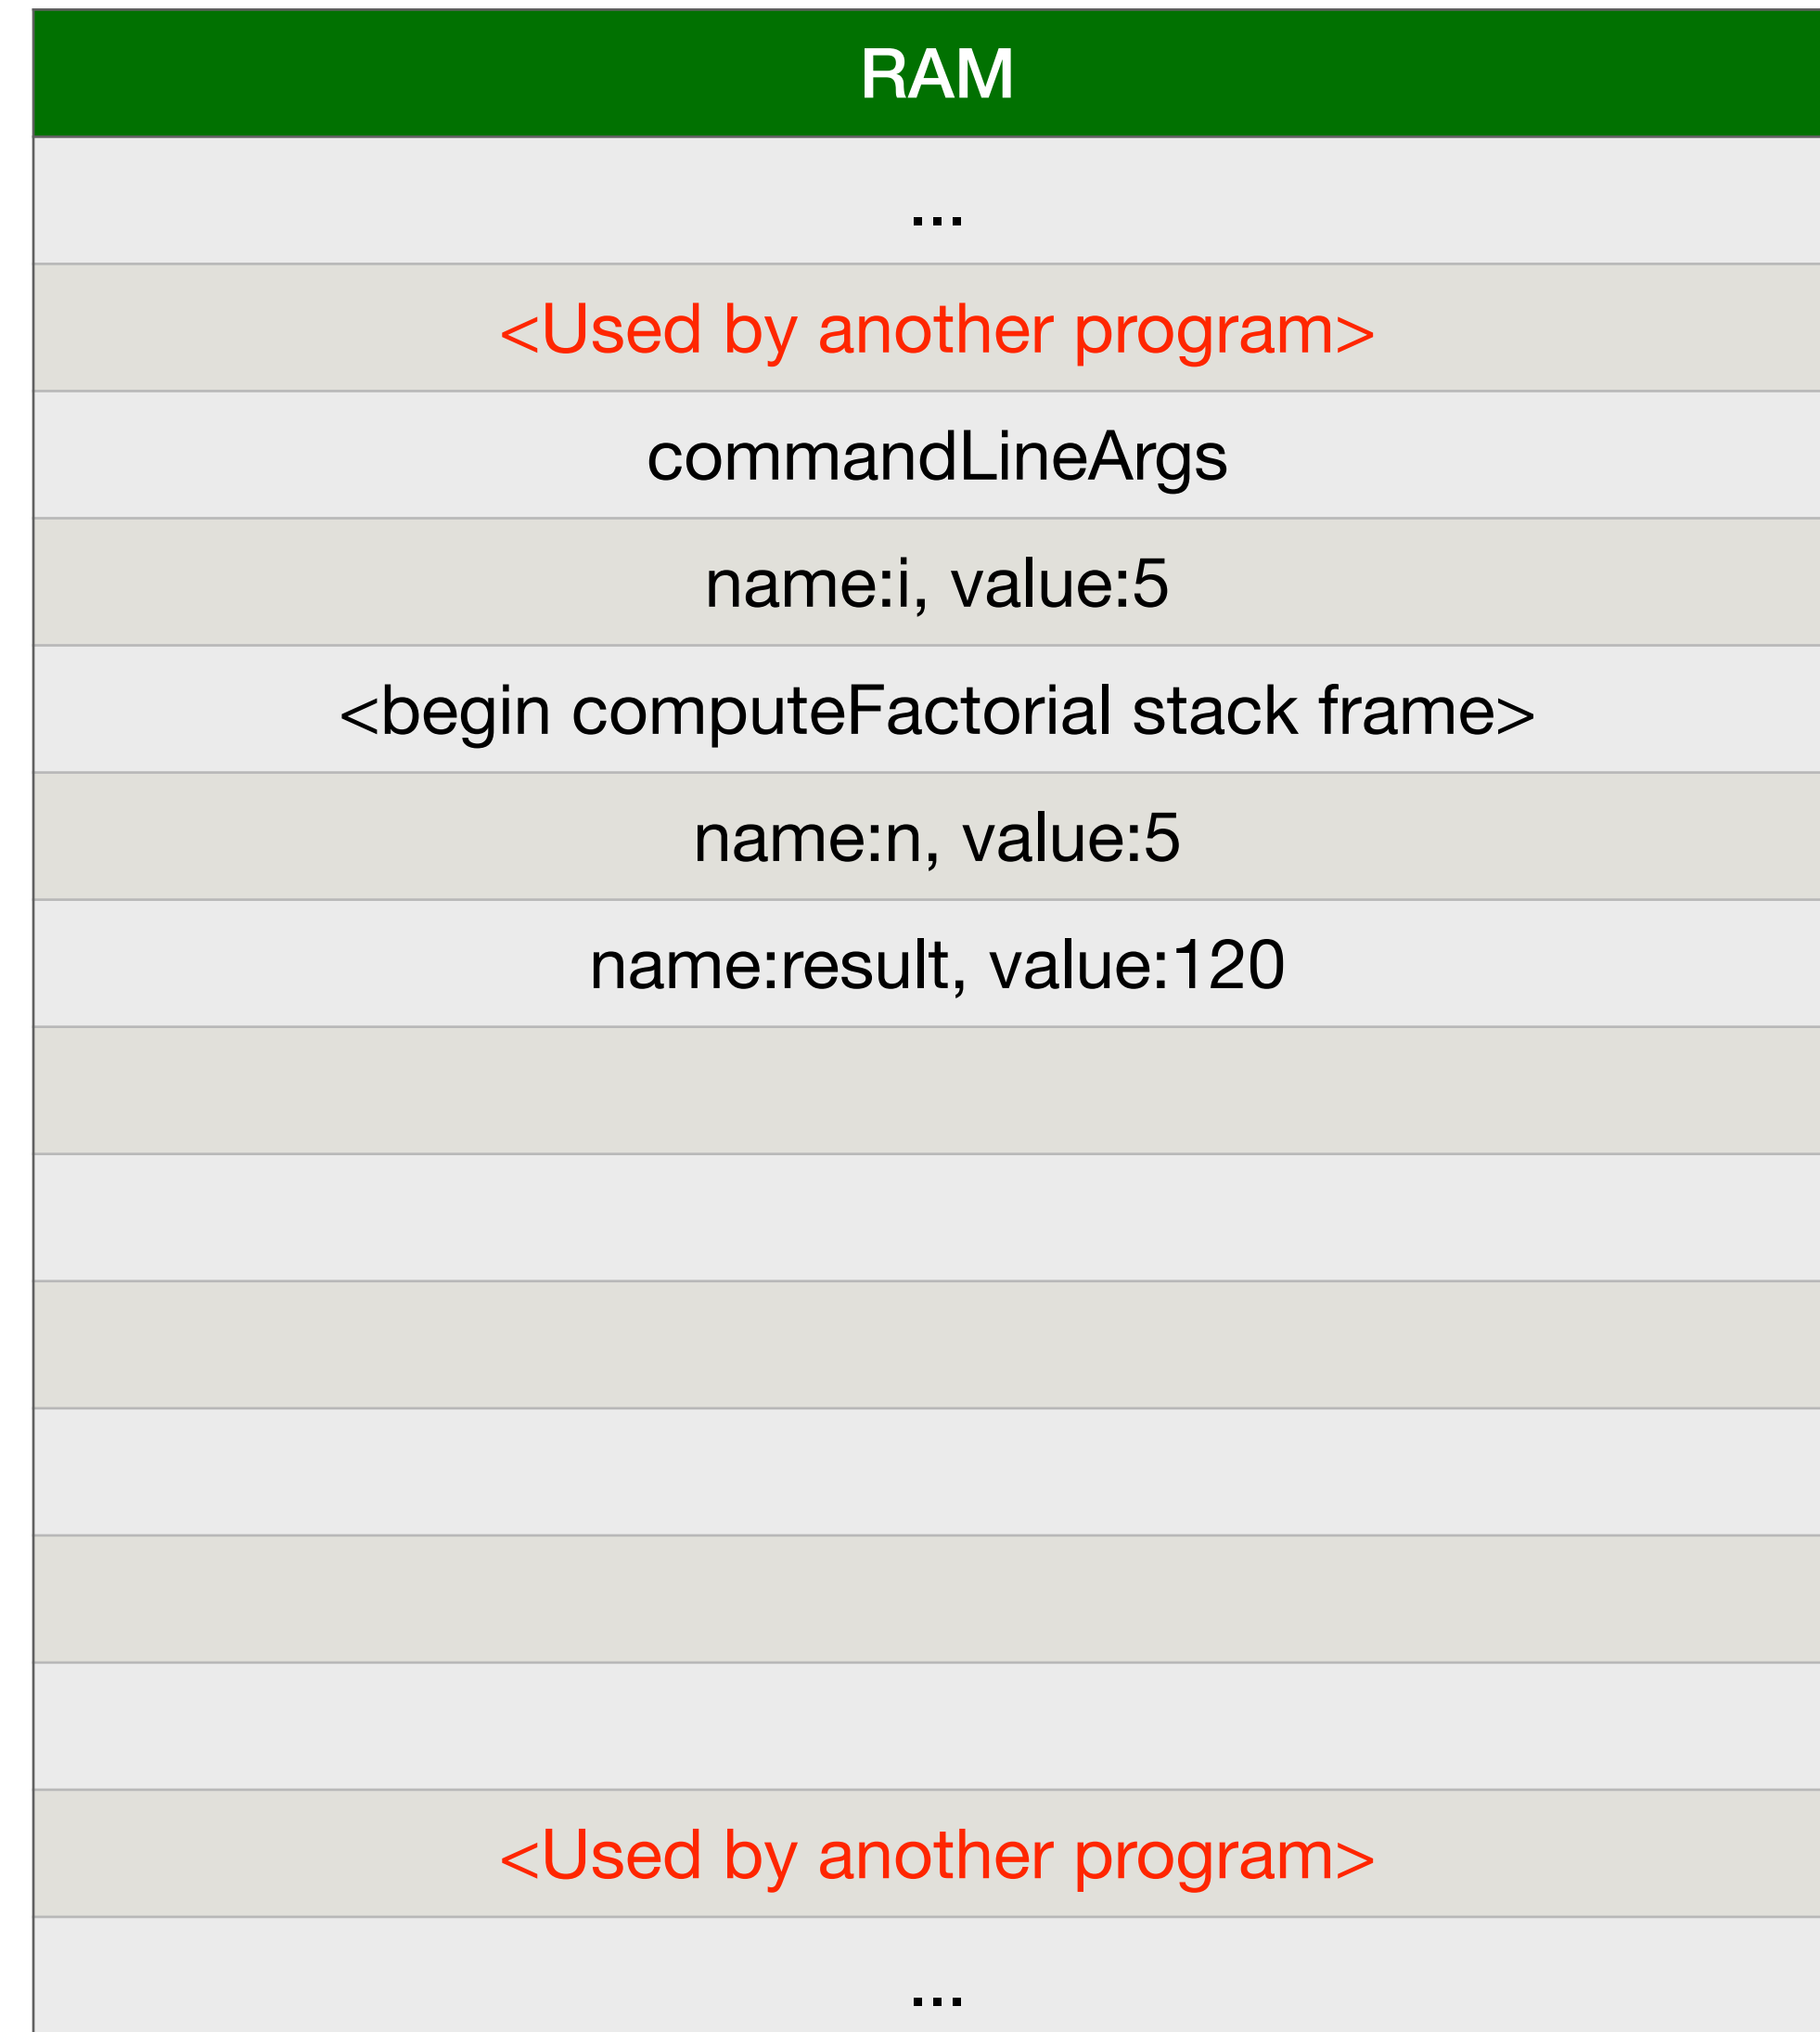 RAM
...
<Used by another program>
commandLineArgs
name:i, value:5
<begin computeFactorial stack frame>
name:n, value:5
name:result, value:120
<Used by another program>
...